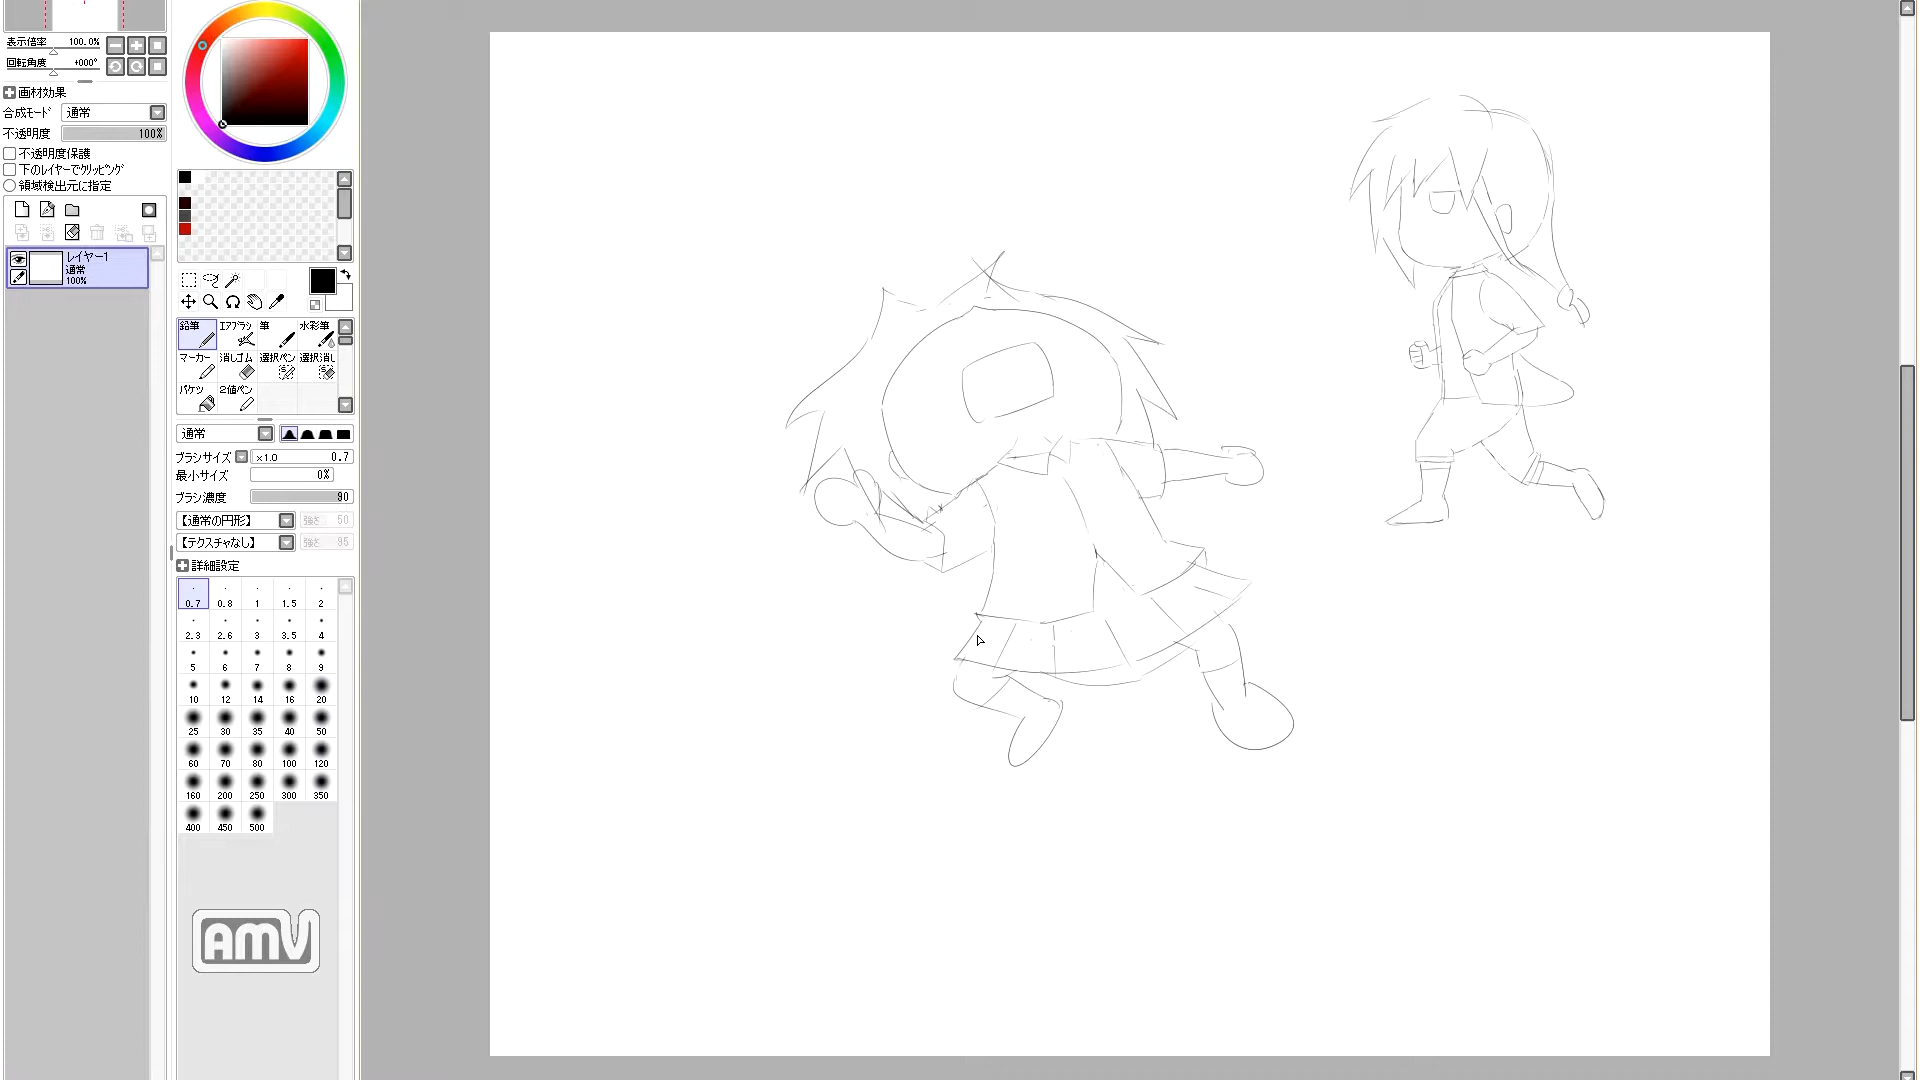 表示倍率 100.0%
回転角度 +000°
画材効果
合成モード 通常
不透明度 100%
不透明度保護
下のレイヤーでクリッピング
領域検出元に指定
レイヤー1
通常
100%
鉛筆 エアブラシ 筆 水彩筆
マーカー 消しゴム 選択ペン 選択消し
バケツ 2値ペン
通常
ブラシサイズ x1.0 0.7
最小サイズ 0%
ブラシ濃度 90
【通常の円形】 強さ 50
【テクスチャなし】 強さ 95
詳細設定
0.7 0.8 1 1.5 2
2.3 2.6 3 3.5 4
5 6 7 8 9
10 12 14 16 20
25 30 35 40 50
60 70 80 100 120
160 200 250 300 350
400 450 500
AMV